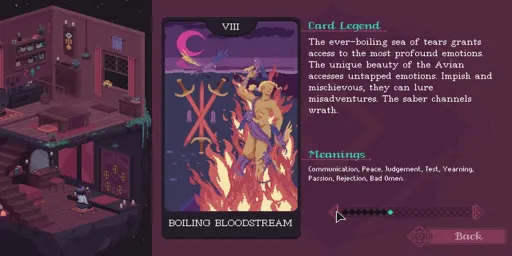 VIII
BOILING BLOODSTREAM
Card Legend
The ever-boiling sea of tears grants
access to the most profound emotions.
The unique beauty of the Avian
accesses untapped emotions. Impish and
mischievous, they can lure
misadventures. The saber channels
wrath.
Meanings
Communication, Peace, Judgement, Test, Yearning,
Passion, Rejection, Bad Omen.
Back